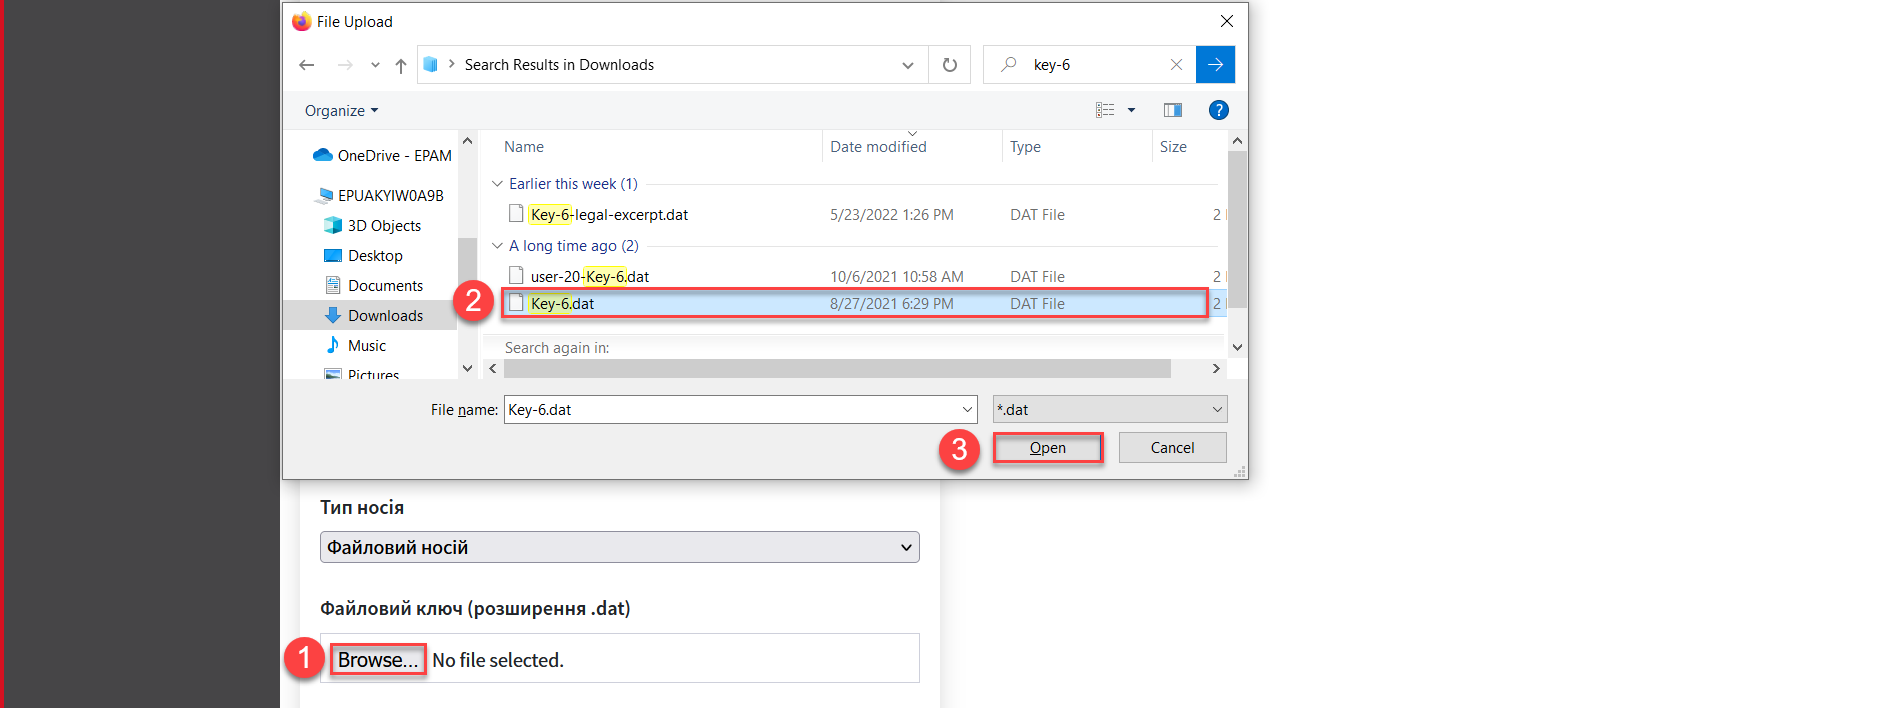 File Upload
Search Results in Downloads
key-6
Organize
?
OneDrive - EPAM
EPUAKYIW0A9B
3D Objects
Desktop
Documents
Downloads
Music
Pictures
Name Date modified Type Size
Earlier this week (1)
Key-6-legal-excerpt.dat 5/23/2022 1:26 PM DAT File 2
A long time ago (2)
user-20-Key-6.dat 10/6/2021 10:58 AM DAT File 2
2 Key-6.dat 8/27/2021 6:29 PM DAT File 2
Search again in:
File name: Key-6.dat *.dat
3 Open Cancel
Тип носія
Файловий носій
Файловий ключ (розширення .dat)
1 Browse... No file selected.